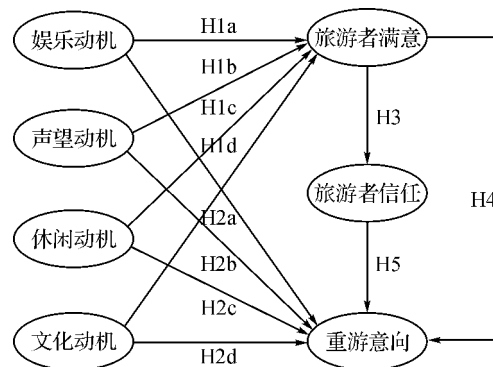 娱乐动机
H1a
旅游者满意
H1b
H1c
H3
声望动机
H1d
旅游者信任
H4
H2a
休闲动机
H2b
H5
H2c
文化动机
重游意向
H2d